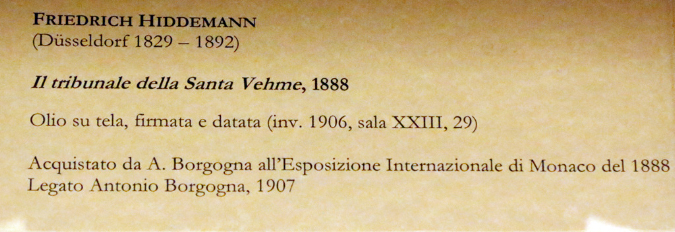 FRIEDRICH HIDDEMANN
(Düsseldorf 1829 – 1892)
Il tribunale della Santa Vehme, 1888
Olio su tela, firmata e datata (inv. 1906, sala XXIII, 29)
Acquistato da A. Borgogna all'Esposizione Internazionale di Monaco del 1888
Legato Antonio Borgogna, 1907